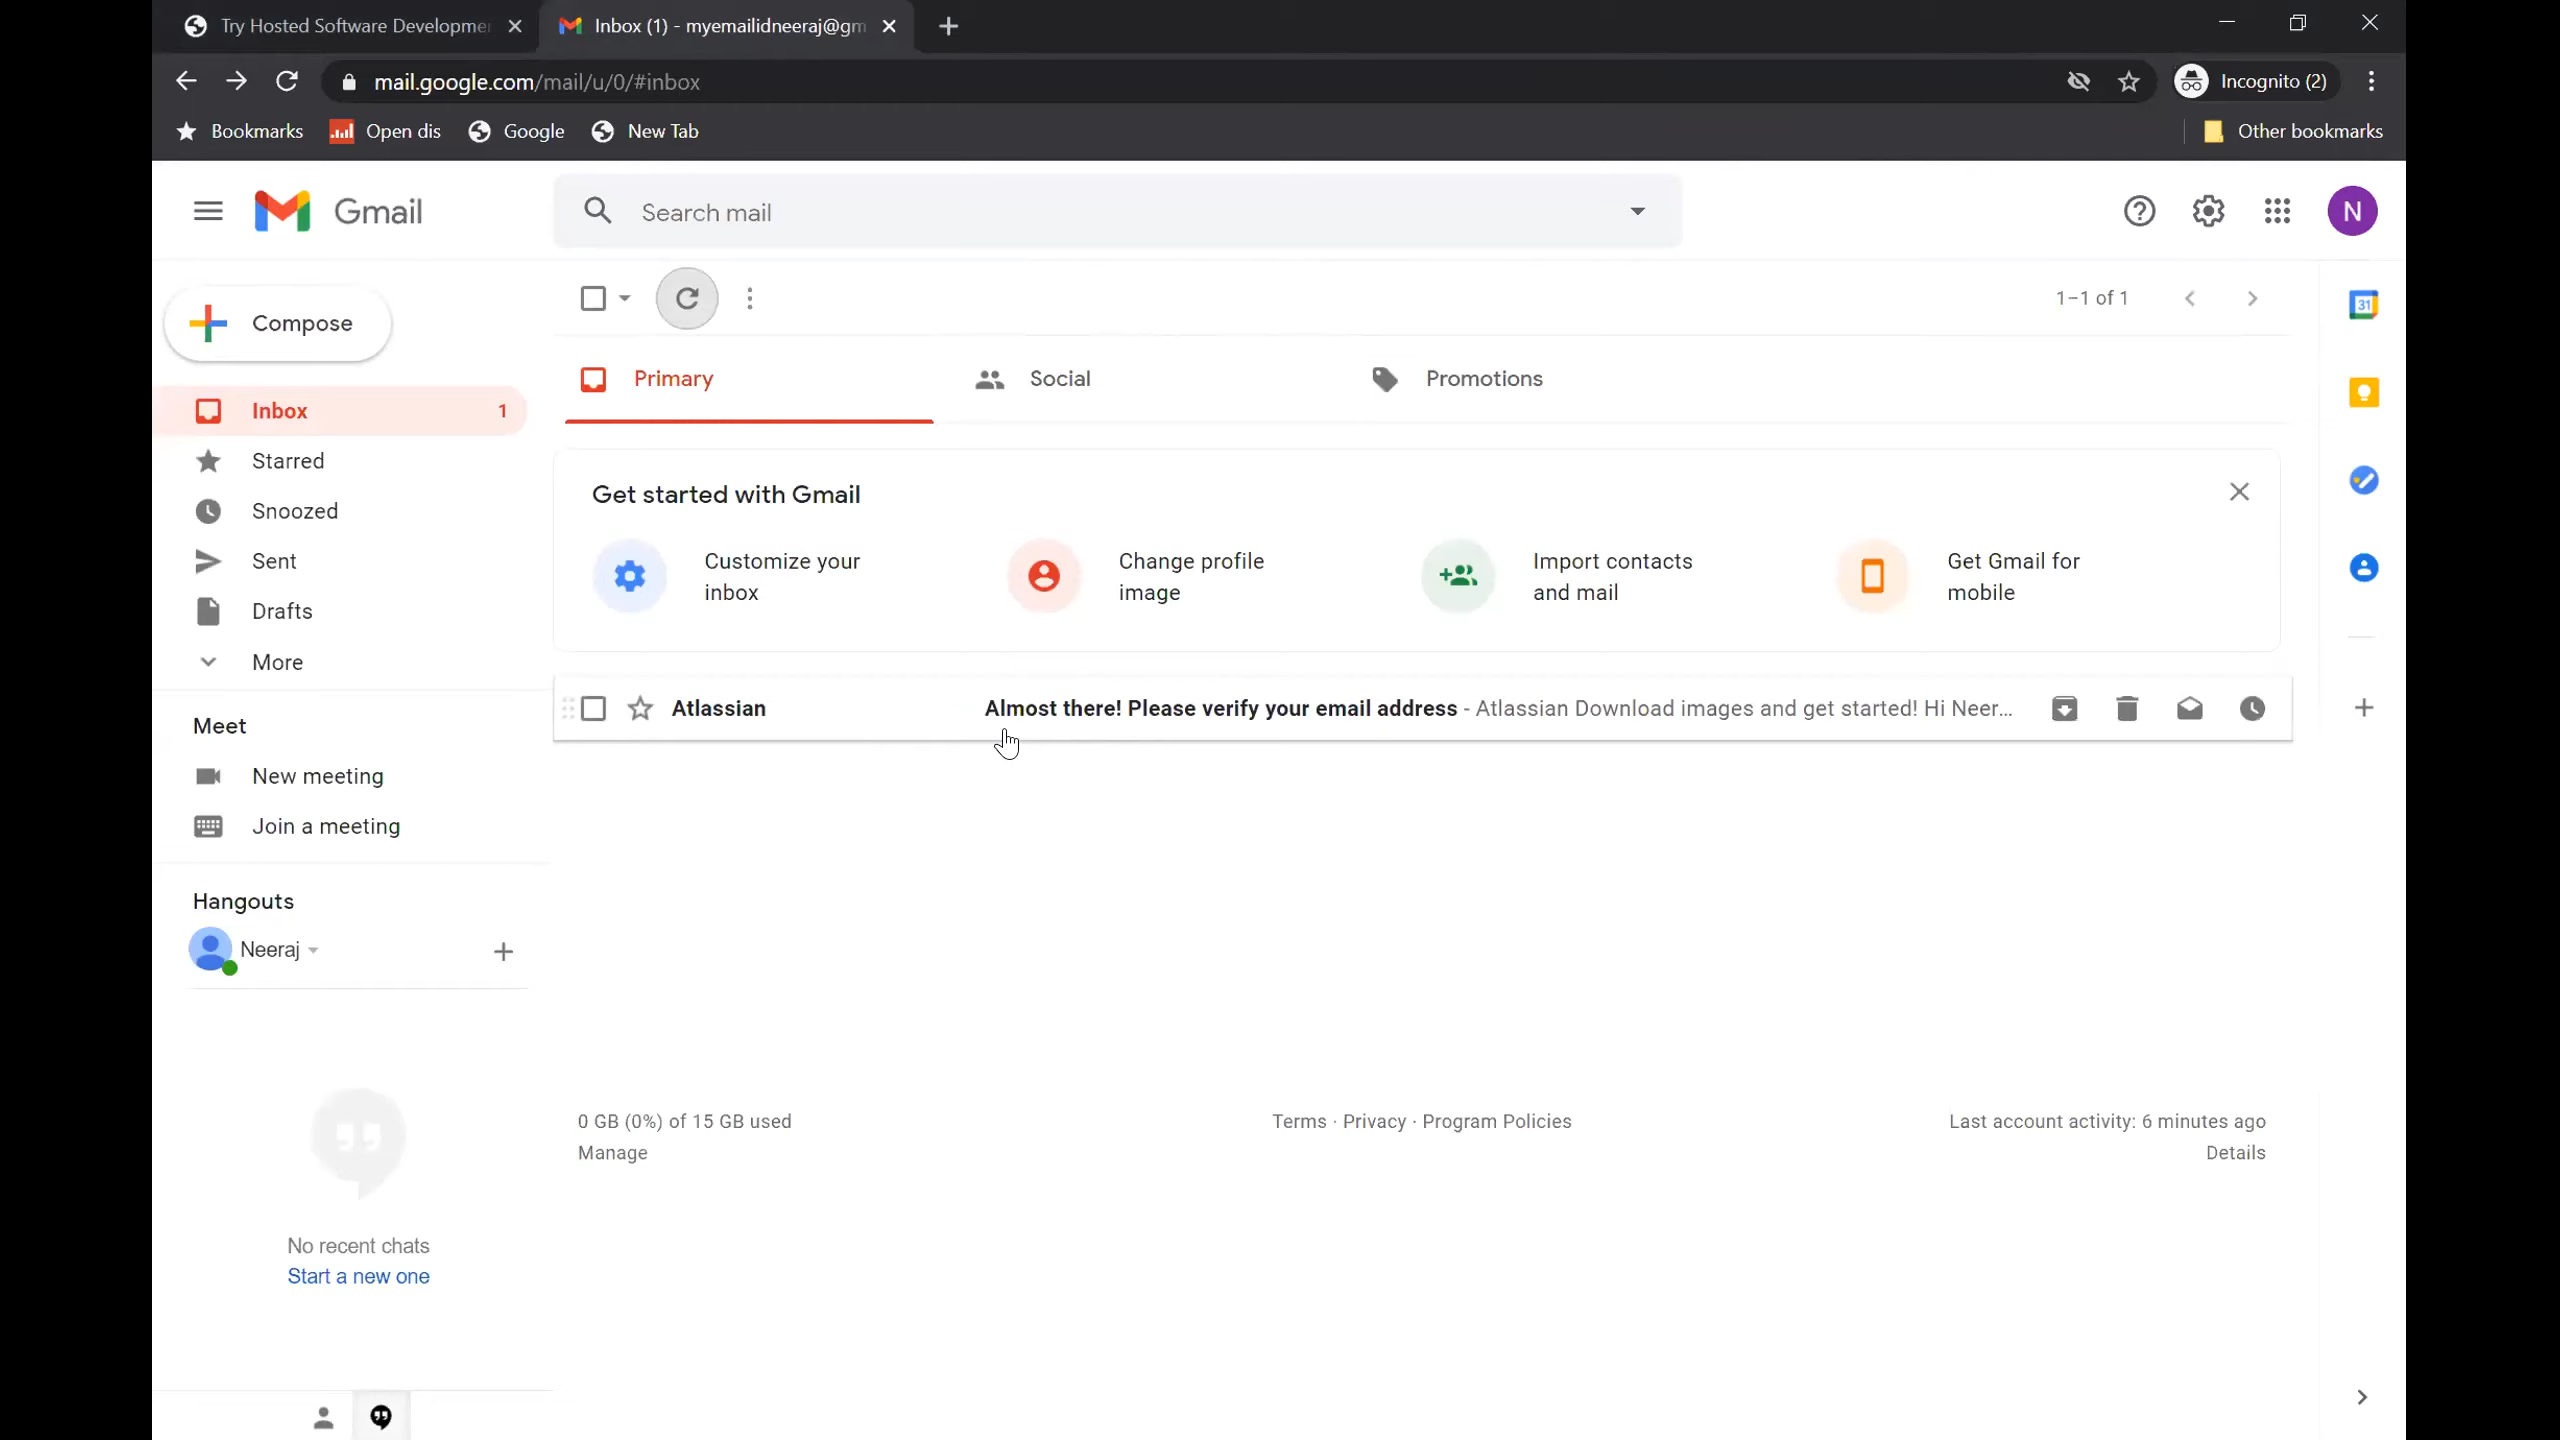 Try Hosted Software Developme
Inbox (1) - myemailidneeraj@gm
mail.google.com/mail/u/0/#inbox
Incognito (2)
Bookmarks
Open dis
Google
New Tab
Other bookmarks
Gmail
Search mail
N
Compose
1–1 of 1
31
Primary
Social
Promotions
Inbox 1
Starred
Snoozed
Sent
Drafts
More
Get started with Gmail
Customize your
inbox
Change profile
image
Import contacts
and mail
Get Gmail for
mobile
Atlassian Almost there! Please verify your email address - Atlassian Download images and get started! Hi Neer...
Meet
New meeting
Join a meeting
Hangouts
Neeraj
No recent chats
Start a new one
0 GB (0%) of 15 GB used
Manage
Terms · Privacy · Program Policies
Last account activity: 6 minutes ago
Details